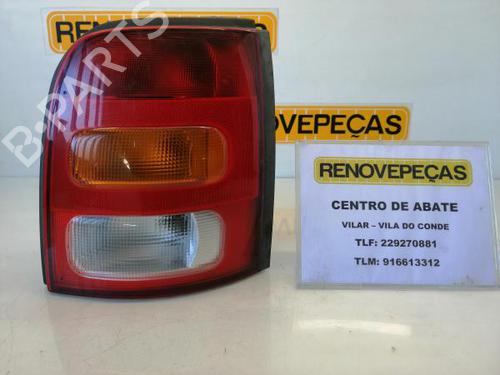 RENOVEPEÇAS
B-PARTS
RENOVEPEÇAS
RENOVEPEÇAS
CENTRO DE ABATE
VILAR – VILA DO CONDE
TLF: 229270881
TLM: 916613312